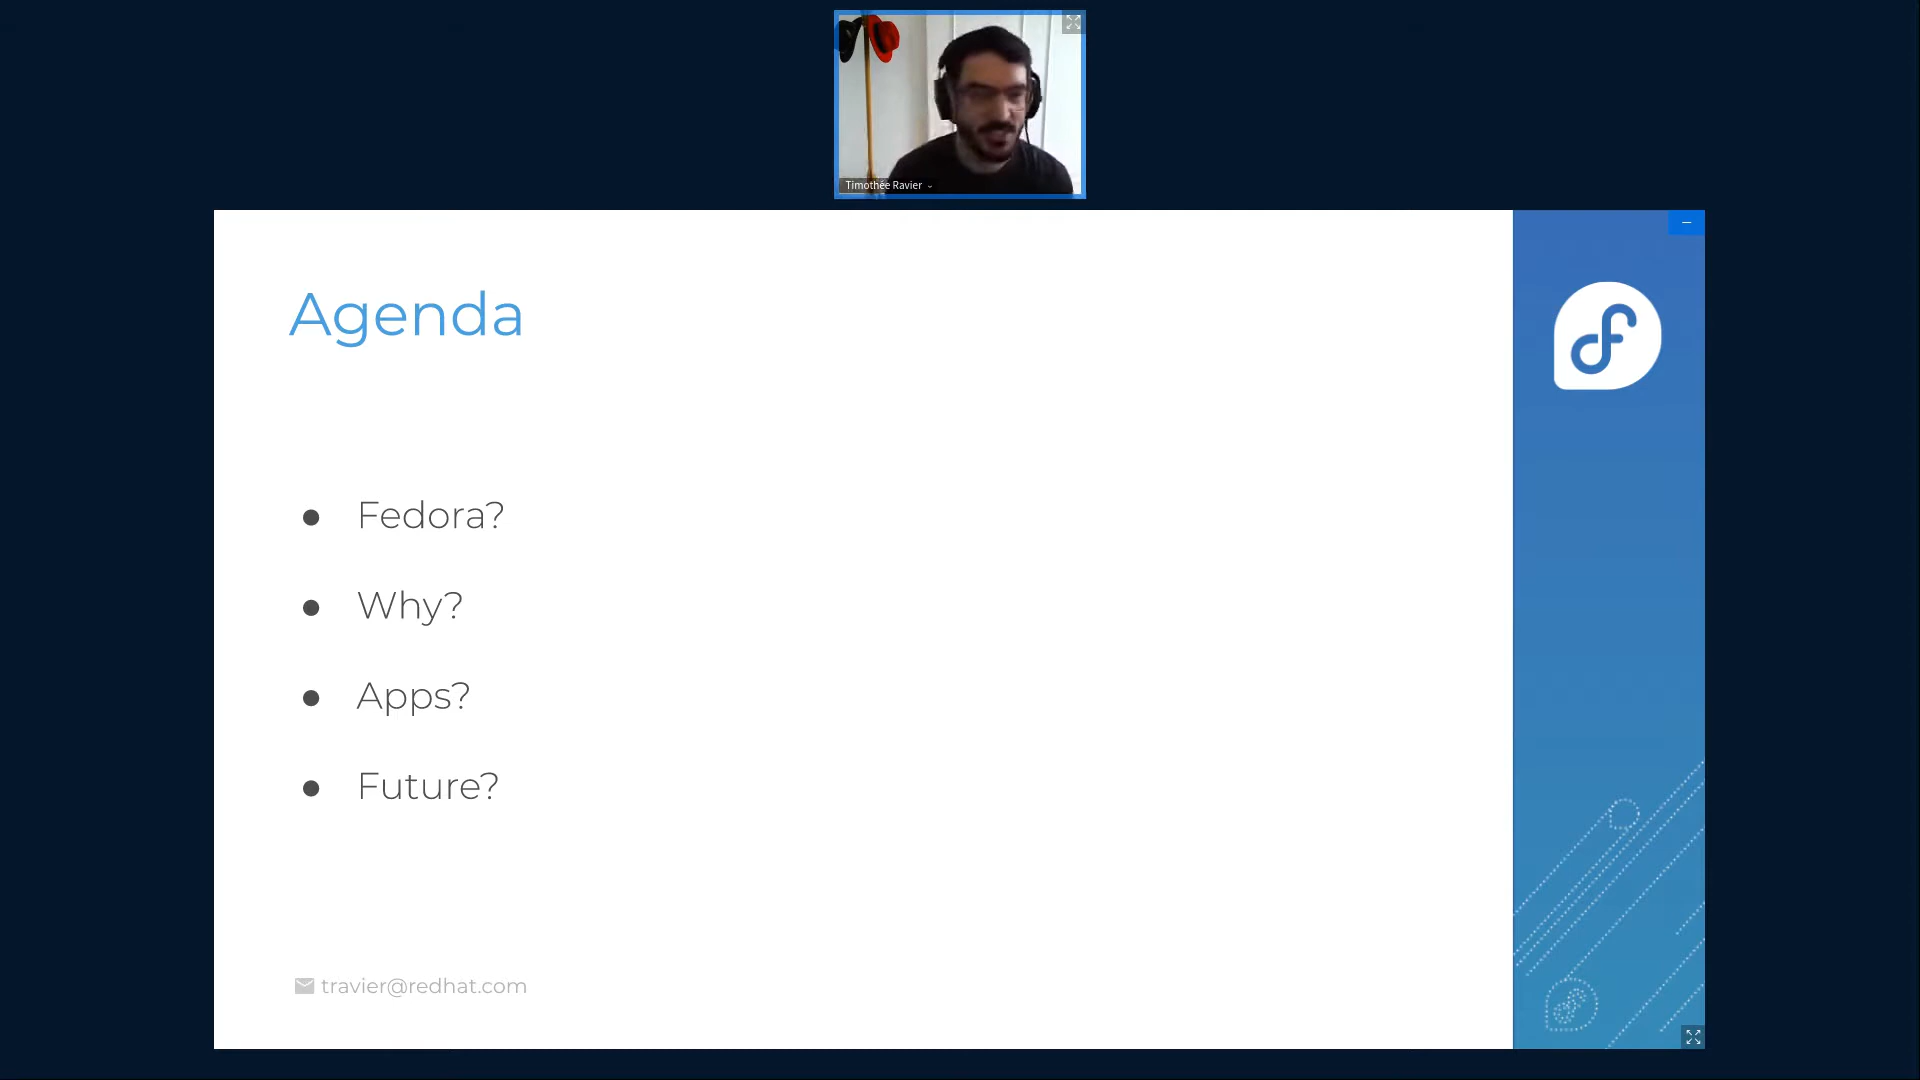 Timothée Ravier
Agenda
● Fedora?
● Why?
● Apps?
● Future?
travier@redhat.com